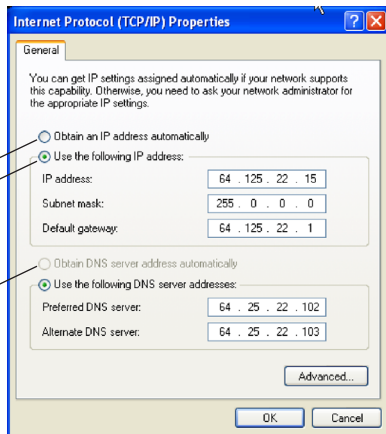 Internet Protocol (TCP/IP) Properties
General
You can get IP settings assigned automatically if your network supports
this capability. Otherwise, you need to ask your network administrator for
the appropriate IP settings.
Obtain an IP address automatically
Use the following IP address:
IP address: 64 . 125 . 22 . 15
Subnet mask: 255 . 0 . 0 . 0
Default gateway: 64 . 125 . 22 . 1
Obtain DNS server address automatically
Use the following DNS server addresses:
Preferred DNS server: 64 . 25 . 22 . 102
Alternate DNS server: 64 . 25 . 22 . 103
Advanced...
OK Cancel